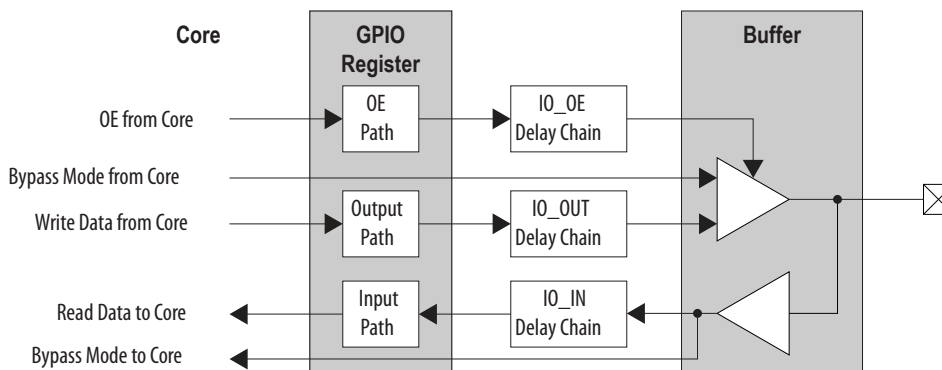 Core
GPIO
Register
Buffer
OE from Core
OE
Path
IO_OE
Delay Chain
Bypass Mode from Core
Write Data from Core
Output
Path
IO_OUT
Delay Chain
Read Data to Core
Input
Path
IO_IN
Delay Chain
Bypass Mode to Core